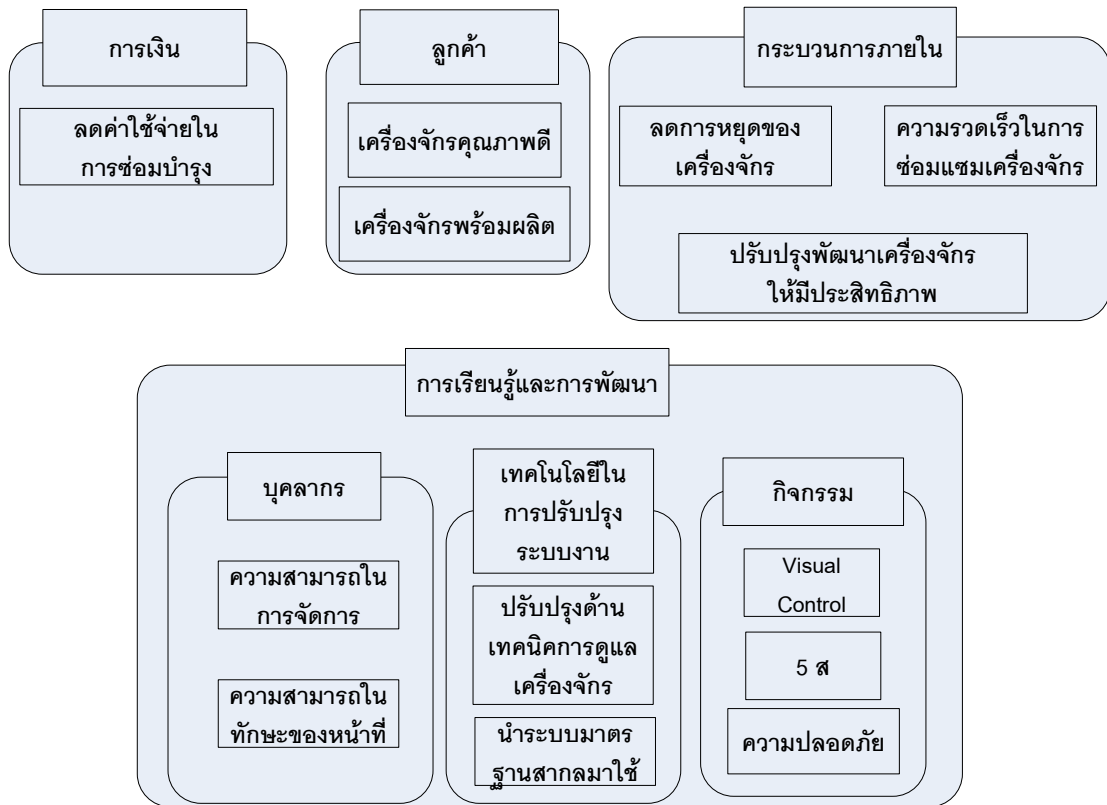 การเงิน
ลดค่าใช้จ่ายใน
การซ่อมบำรุง
ลูกค้า
เครื่องจักรคุณภาพดี
เครื่องจักรพร้อมผลิต
กระบวนการภายใน
ลดการหยุดของ
เครื่องจักร
ความรวดเร็วในการ
ซ่อมแซมเครื่องจักร
ปรับปรุงพัฒนาเครื่องจักร
ให้มีประสิทธิภาพ
การเรียนรู้และการพัฒนา
บุคลากร
ความสามารถใน
การจัดการ
ความสามารถใน
ทักษะของหน้าที่
เทคโนโลยีใน
การปรับปรุง
ระบบงาน
ปรับปรุงด้าน
เทคนิคการดูแล
เครื่องจักร
นำระบบมาตร
ฐานสากลมาใช้
กิจกรรม
Visual
Control
5 ส
ความปลอดภัย